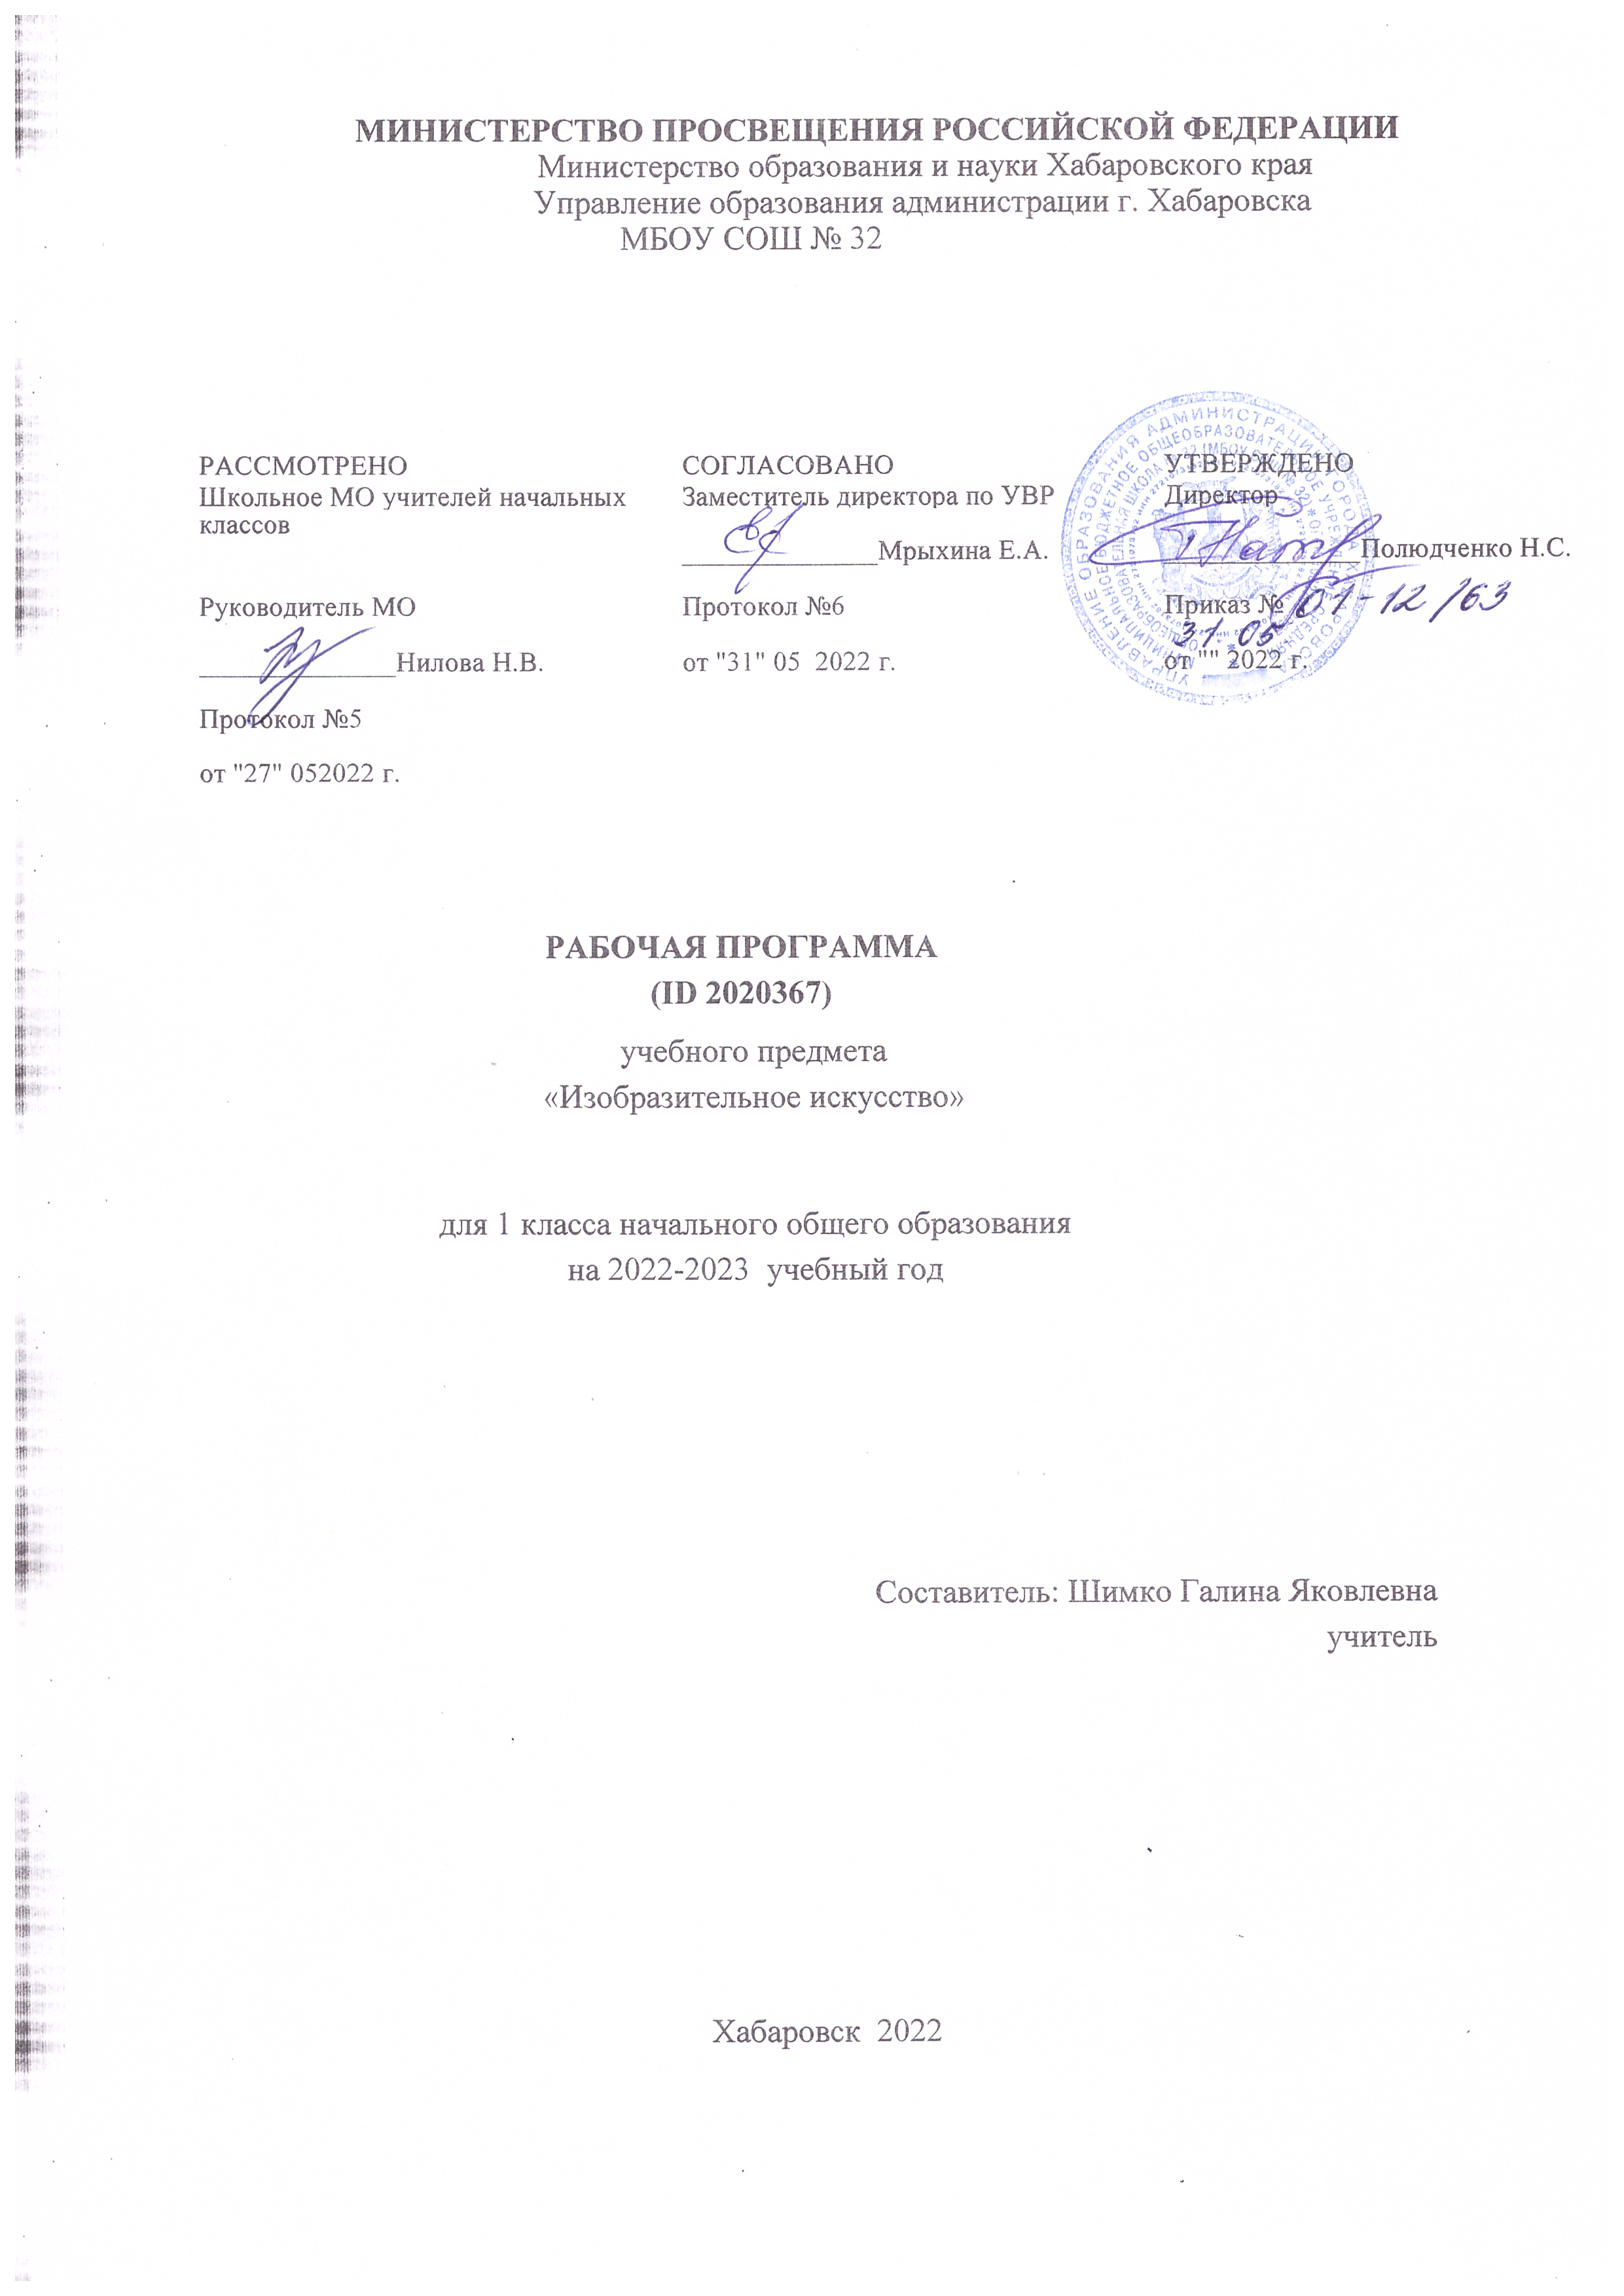 МИНИСТЕРСТВО ПРОСВЕЩЕНИЯ РОССИЙСКОЙ ФЕДЕРАЦИИ
Министерство образования и науки Хабаровского края
Управление образования администрации г. Хабаровска
МБОУ СОШ № 32
РАССМОТРЕНО
Школьное МО учителей начальных
классов
Руководитель МО
______________Нилова Н.В.
Протокол №5
от "27" 052022 г.
СОГЛАСОВАНО
Заместитель директора по УВР
______________Мрыхина Е.А.
Протокол №6
от "31" 05  2022 г.
УТВЕРЖДЕНО
Директор
______________Полюдченко Н.С.
Приказ № 01-12/63
31 05
от "" 2022 г.
РАБОЧАЯ ПРОГРАММА
(ID 2020367)
учебного предмета
«Изобразительное искусство»
для 1 класса начального общего образования
на 2022-2023  учебный год
Составитель: Шимко Галина Яковлевна
учитель
Хабаровск  2022